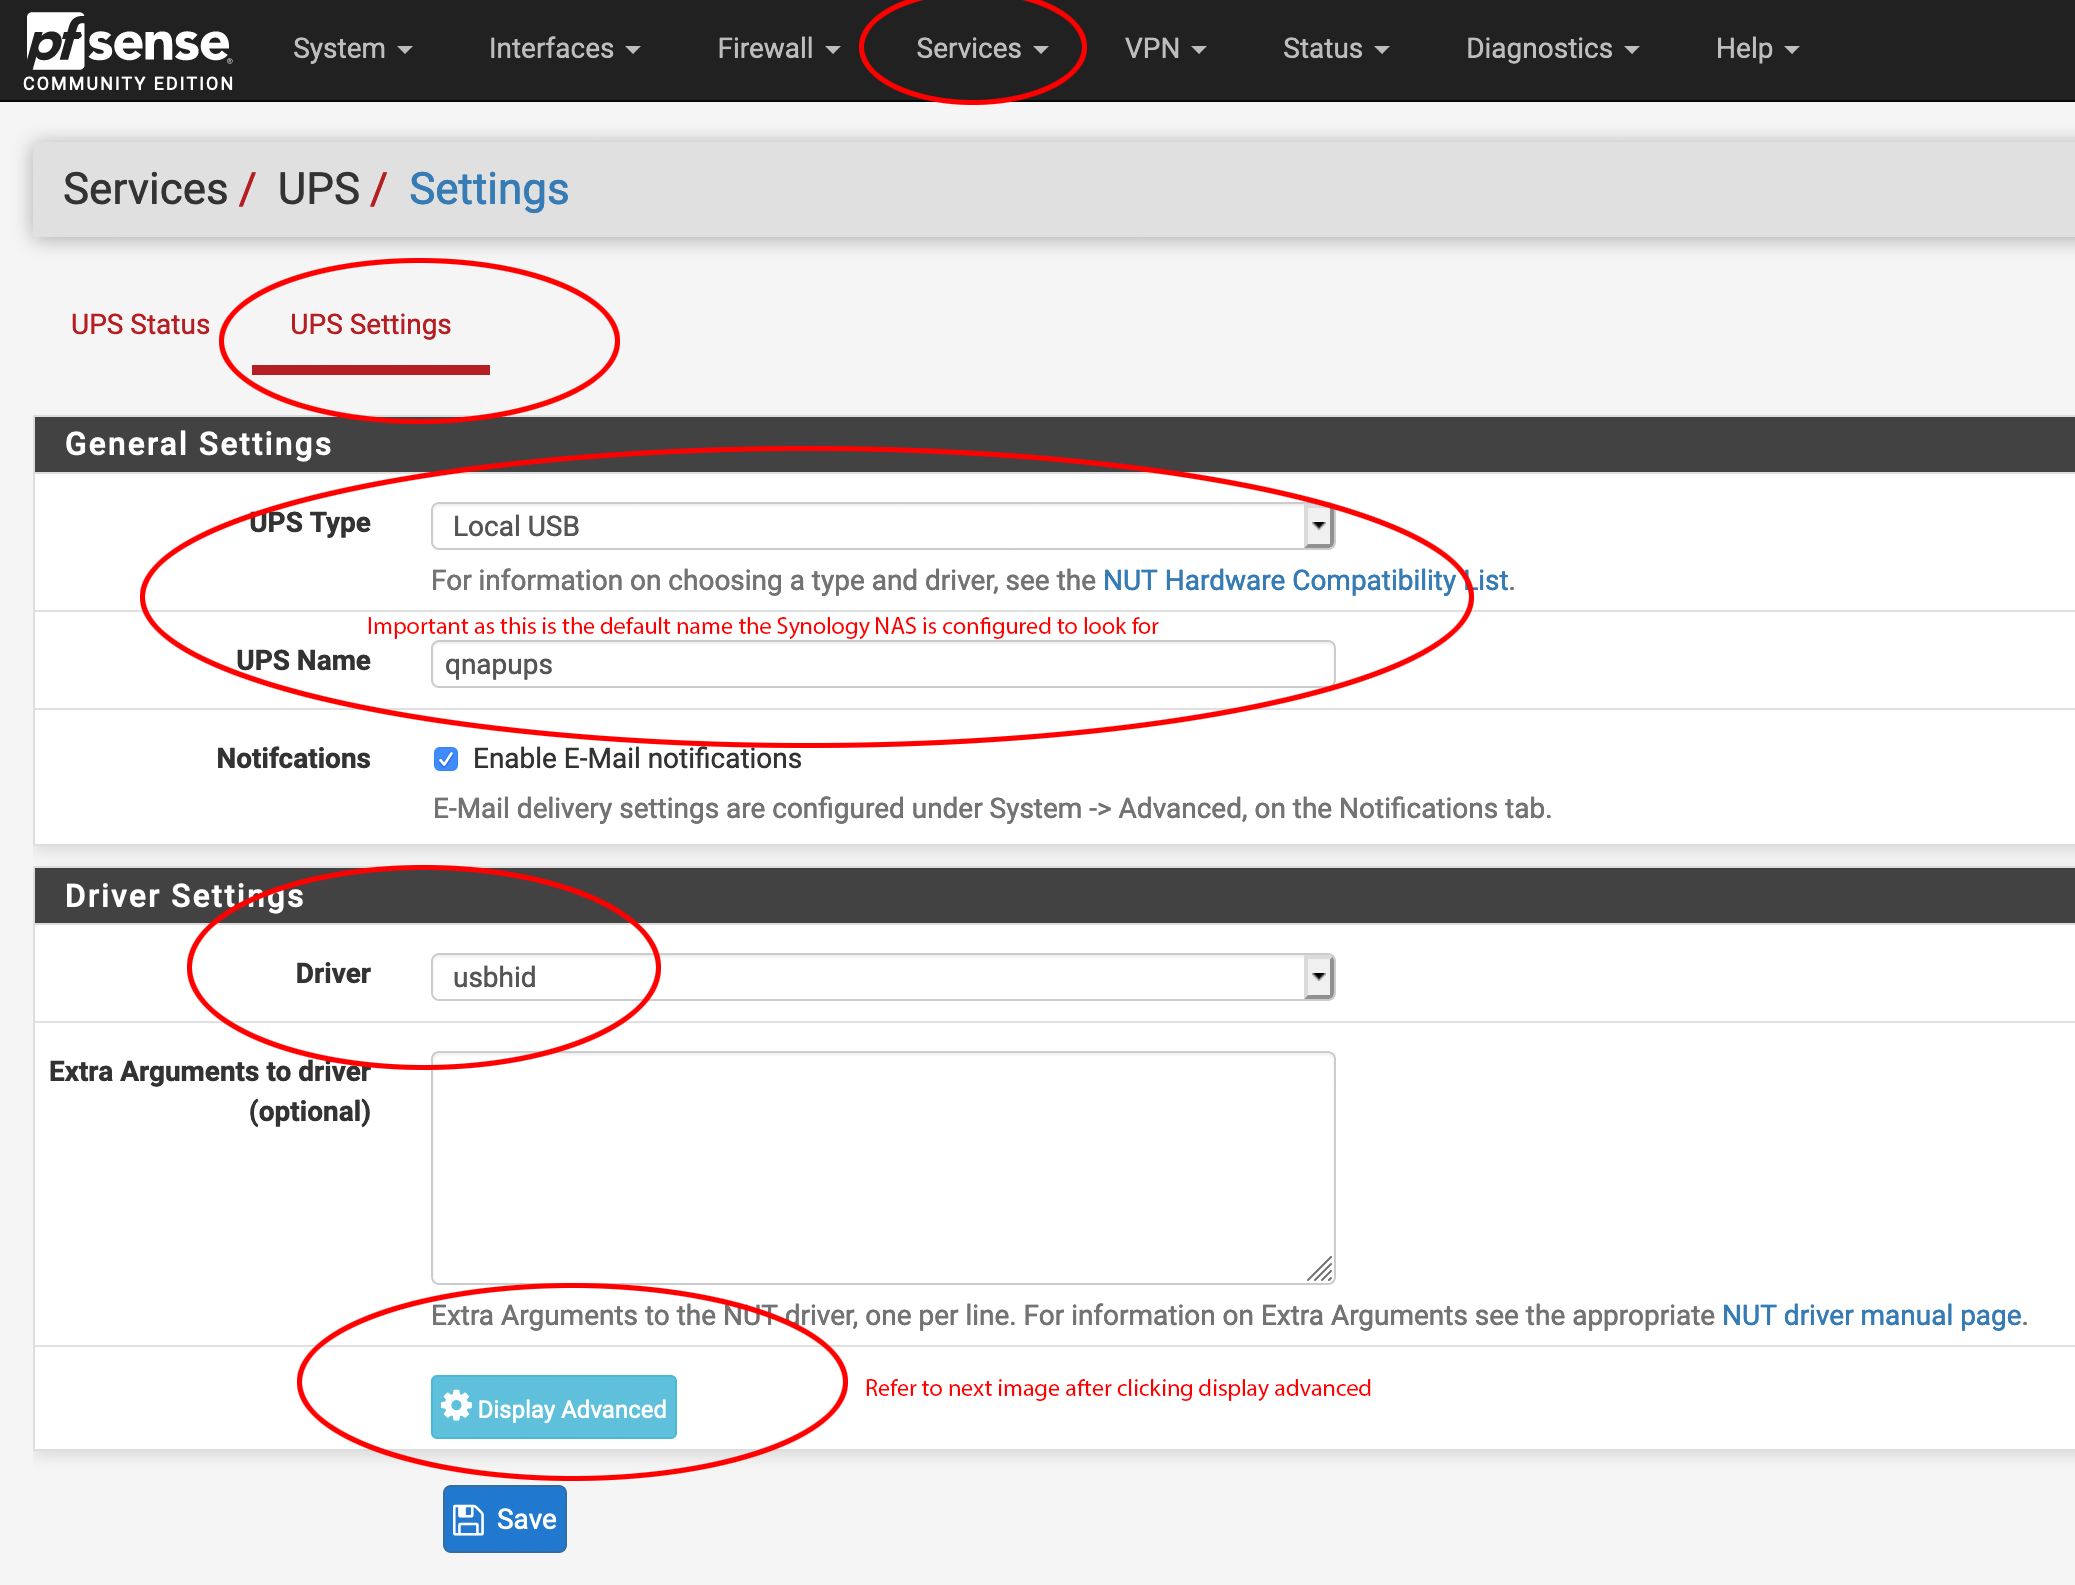 pfsense
COMMUNITY EDITION
System Interfaces Firewall Services VPN Status Diagnostics Help
Services / UPS / Settings
UPS Status UPS Settings
General Settings
UPS Type Local USB
For information on choosing a type and driver, see the NUT Hardware Compatibility List.
Important as this is the default name the Synology NAS is configured to look for
UPS Name qnapups
Notifcations Enable E-Mail notifications
E-Mail delivery settings are configured under System -> Advanced, on the Notifications tab.
Driver Settings
Driver usbhid
Extra Arguments to driver
(optional)
Extra Arguments to the NUT driver, one per line. For information on Extra Arguments see the appropriate NUT driver manual page.
Display Advanced Refer to next image after clicking display advanced
Save